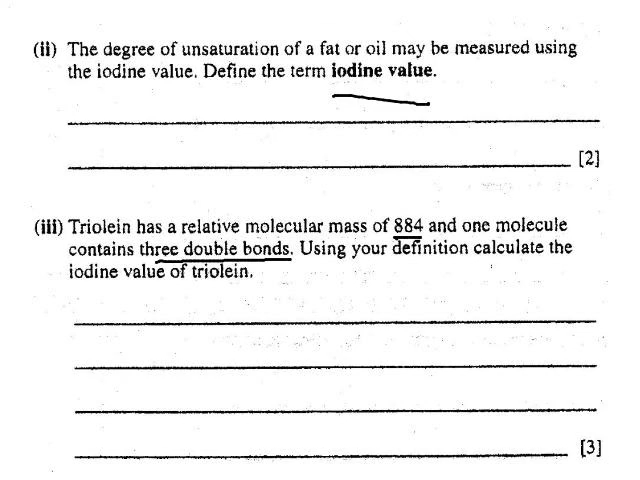 (ii) The degree of unsaturation of a fat or oil may be measured using
the iodine value. Define the term iodine value.
[2]
(iii) Triolein has a relative molecular mass of 884 and one molecule
contains three double bonds. Using your definition calculate the
iodine value of triolein.
[3]